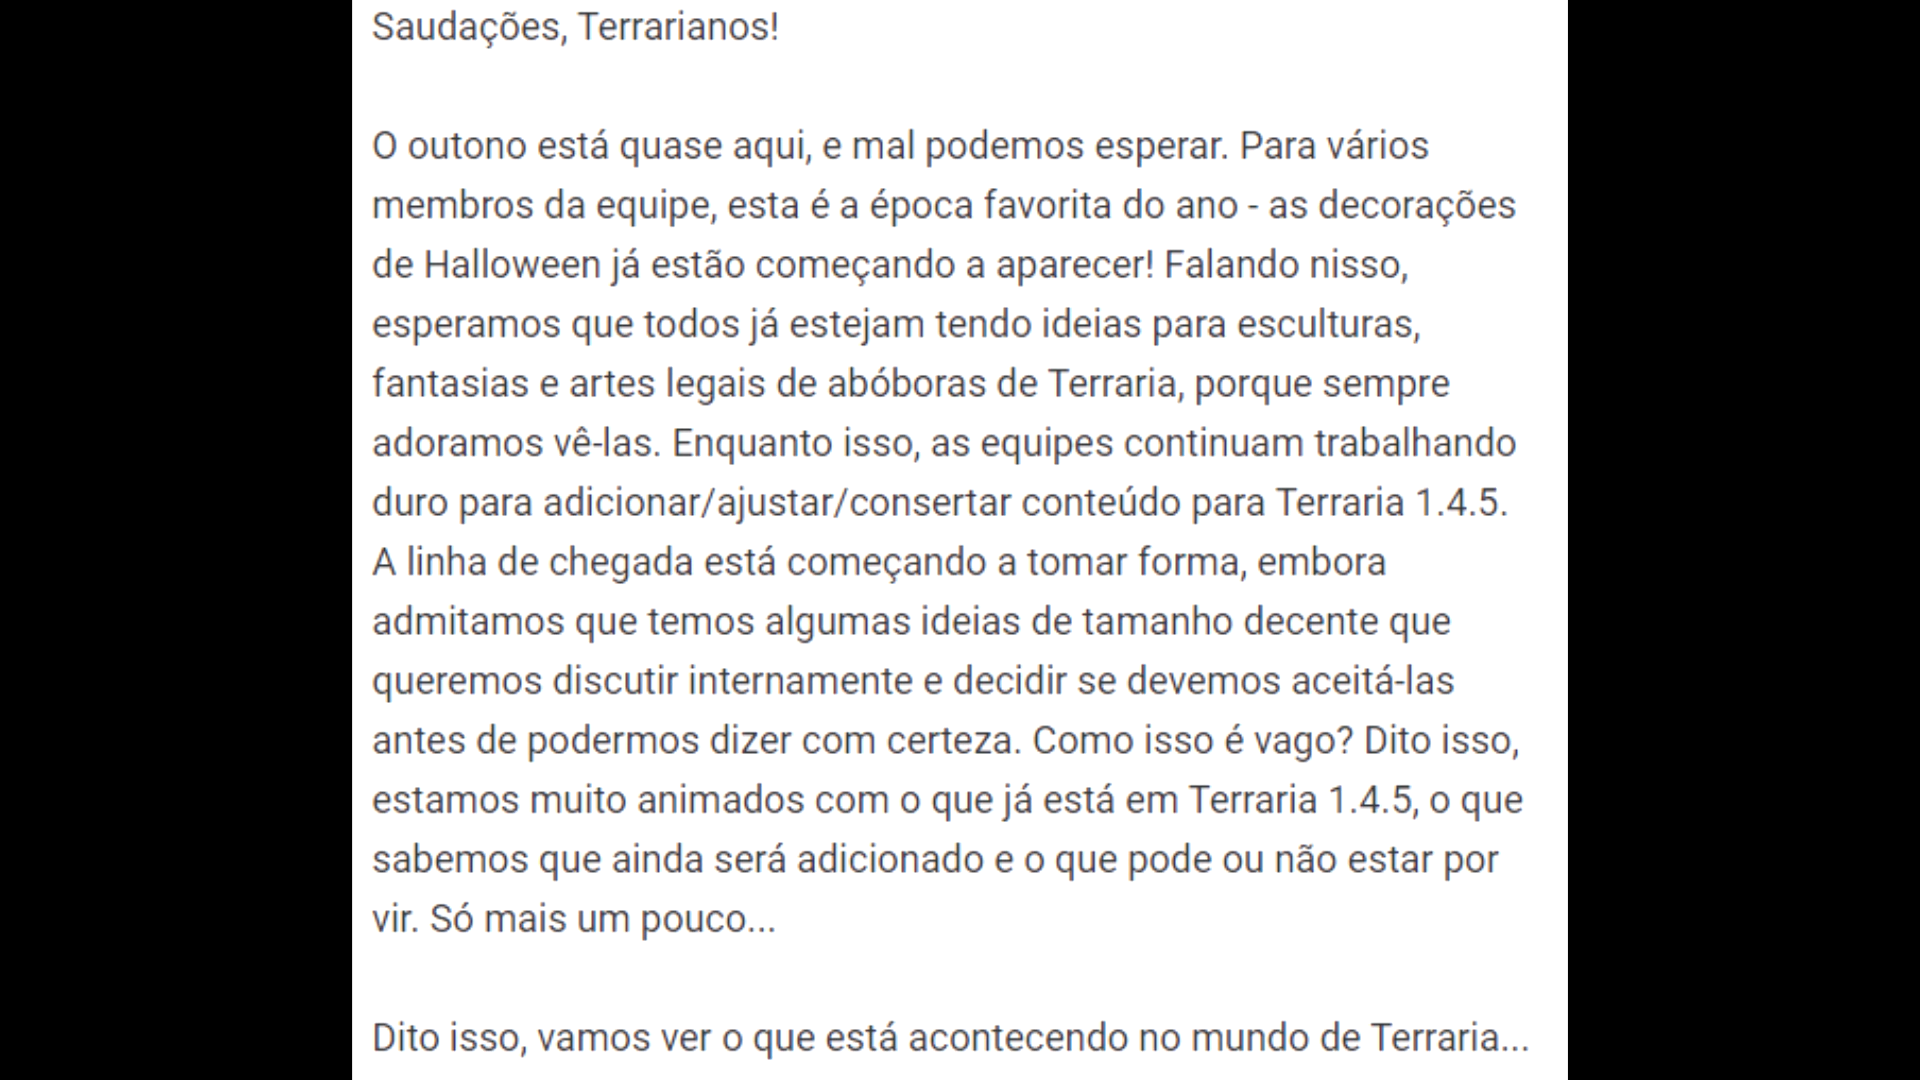 Saudações, Terrarianos!
O outono está quase aqui, e mal podemos esperar. Para vários
membros da equipe, esta é a época favorita do ano - as decorações
de Halloween já estão começando a aparecer! Falando nisso,
esperamos que todos já estejam tendo ideias para esculturas,
fantasias e artes legais de abóboras de Terraria, porque sempre
adoramos vê-las. Enquanto isso, as equipes continuam trabalhando
duro para adicionar/ajustar/consertar conteúdo para Terraria 1.4.5.
A linha de chegada está começando a tomar forma, embora
admitamos que temos algumas ideias de tamanho decente que
queremos discutir internamente e decidir se devemos aceitá-las
antes de podermos dizer com certeza. Como isso é vago? Dito isso,
estamos muito animados com o que já está em Terraria 1.4.5, o que
sabemos que ainda será adicionado e o que pode ou não estar por
vir. Só mais um pouco...
Dito isso, vamos ver o que está acontecendo no mundo de Terraria...